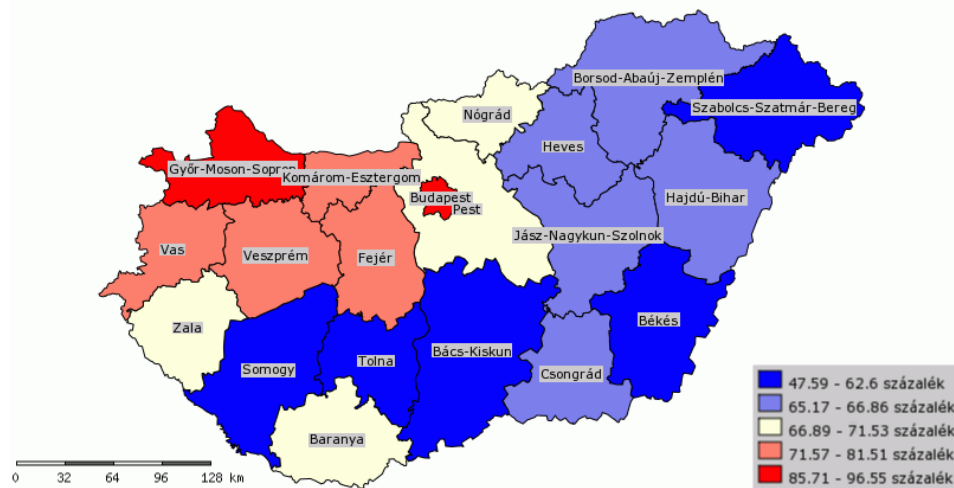 Borsod-Abaúj-Zemplén
Szabolcs-Szatmár-Bereg
Nógrád
Heves
Győr-Moson-Sopron
Komárom-Esztergom
Budapest
Pest
Hajdú-Bihar
Jász-Nagykun-Szolnok
Vas
Veszprém
Fejér
Zala
Somogy
Tolna
Bács-Kiskun
Békés
Csongrád
Baranya
47.59 - 62.6 százalék
65.17 - 66.86 százalék
66.89 - 71.53 százalék
71.57 - 81.51 százalék
85.71 - 96.55 százalék
0 32 64 96 128 km